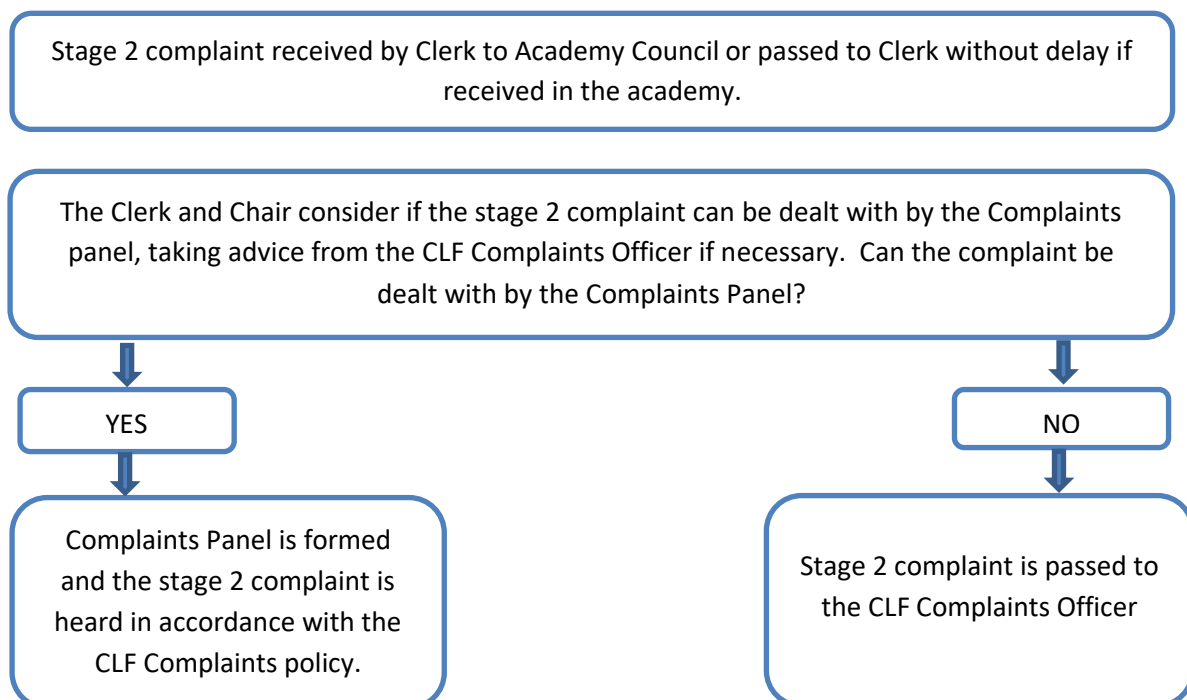 Stage 2 complaint received by Clerk to Academy Council or passed to Clerk without delay if
received in the academy.
The Clerk and Chair consider if the stage 2 complaint can be dealt with by the Complaints
panel, taking advice from the CLF Complaints Officer if necessary.  Can the complaint be
dealt with by the Complaints Panel?
YES
NO
Complaints Panel is formed
and the stage 2 complaint is
heard in accordance with the
CLF Complaints policy.
Stage 2 complaint is passed to
the CLF Complaints Officer